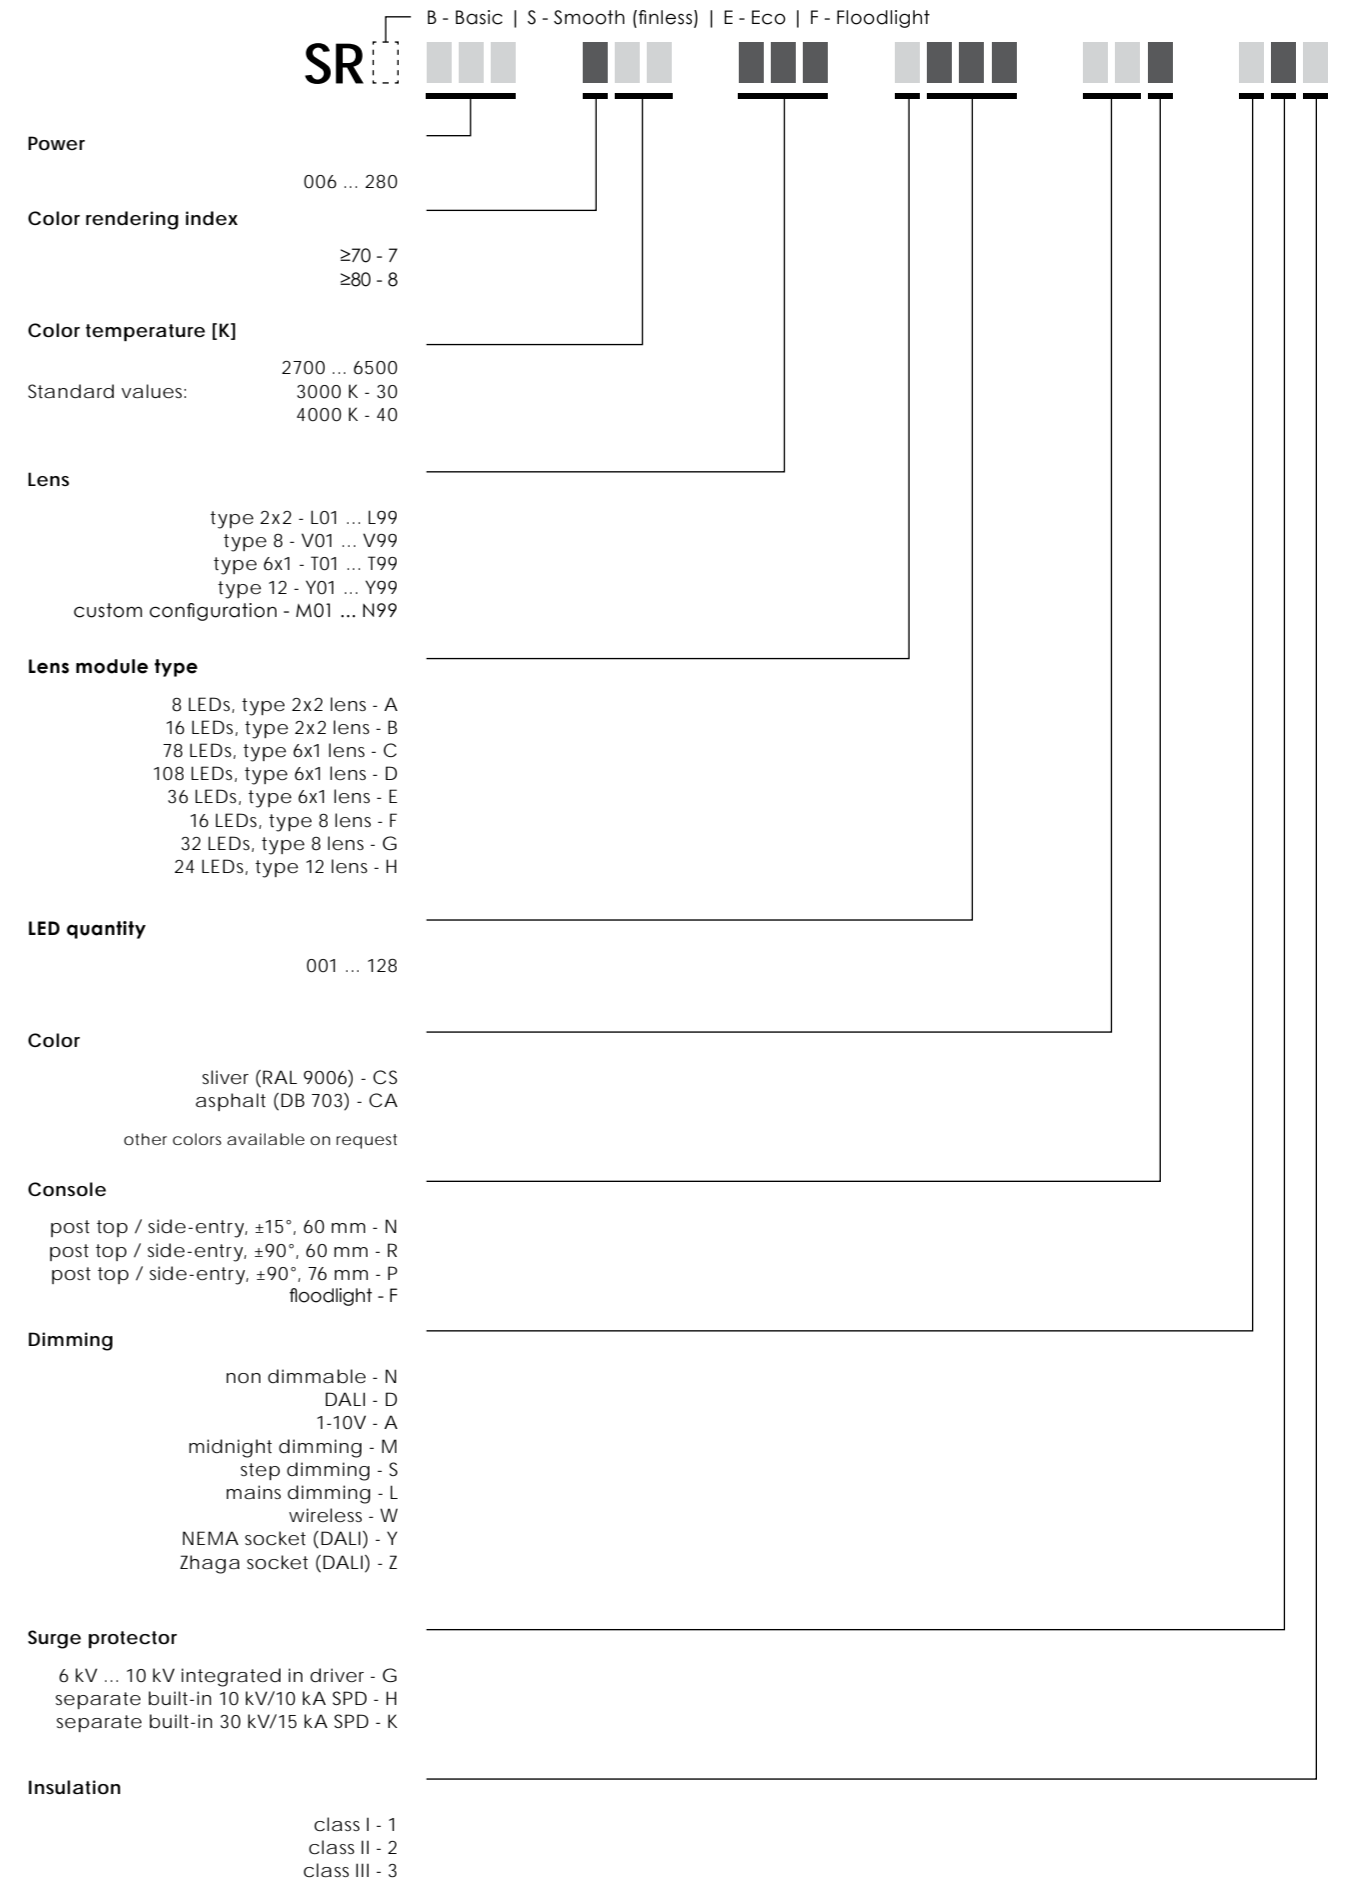 B - Basic | S - Smooth (finless) | E - Eco | F - Floodlight
SR
Power
006 ... 280
Color rendering index
≥70 - 7
≥80 - 8
Color temperature [K]
2700 ... 6500
Standard values: 3000 K - 30
4000 K - 40
Lens
type 2x2 - L01 ... L99
type 8 - V01 ... V99
type 6x1 - T01 ... T99
type 12 - Y01 ... Y99
custom configuration - M01 ... N99
Lens module type
8 LEDs, type 2x2 lens - A
16 LEDs, type 2x2 lens - B
78 LEDs, type 6x1 lens - C
108 LEDs, type 6x1 lens - D
36 LEDs, type 6x1 lens - E
16 LEDs, type 8 lens - F
32 LEDs, type 8 lens - G
24 LEDs, type 12 lens - H
LED quantity
001 ... 128
Color
sliver (RAL 9006) - CS
asphalt (DB 703) - CA
other colors available on request
Console
post top / side-entry, ±15°, 60 mm - N
post top / side-entry, ±90°, 60 mm - R
post top / side-entry, ±90°, 76 mm - P
floodlight - F
Dimming
non dimmable - N
DALI - D
1-10V - A
midnight dimming - M
step dimming - S
mains dimming - L
wireless - W
NEMA socket (DALI) - Y
Zhaga socket (DALI) - Z
Surge protector
6 kV ... 10 kV integrated in driver - G
separate built-in 10 kV/10 kA SPD - H
separate built-in 30 kV/15 kA SPD - K
Insulation
class I - 1
class II - 2
class III - 3